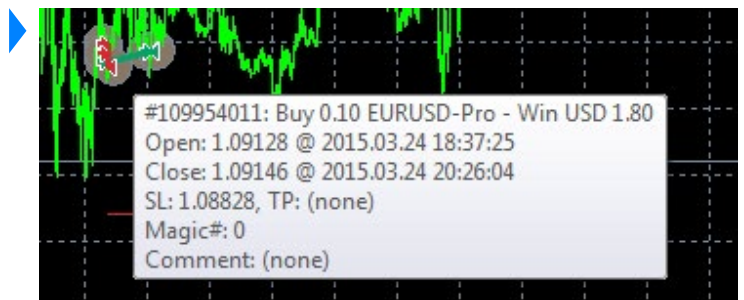 #109954011: Buy 0.10 EURUSD-Pro - Win USD 1.80
Open: 1.09128 @ 2015.03.24 18:37:25
Close: 1.09146 @ 2015.03.24 20:26:04
SL: 1.08828, TP: (none)
Magic#: 0
Comment: (none)